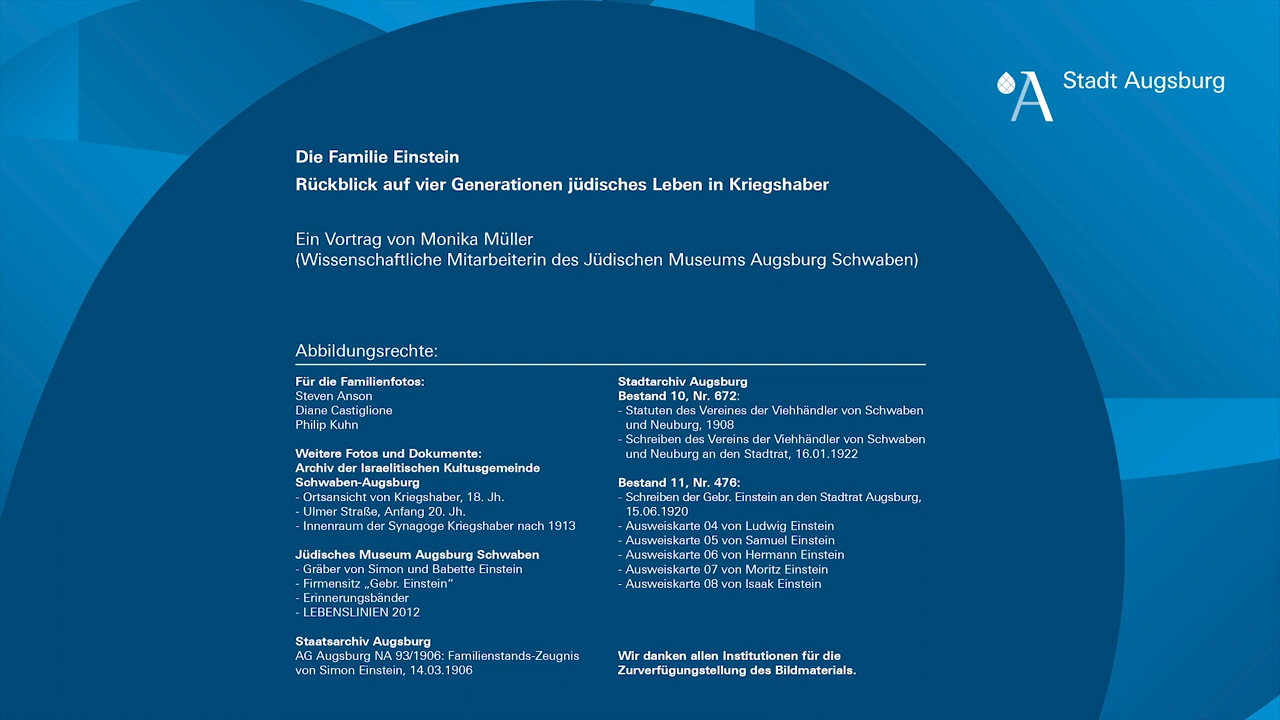 Stadt Augsburg
Die Familie Einstein
Rückblick auf vier Generationen jüdisches Leben in Kriegshaber
Ein Vortrag von Monika Müller
(Wissenschaftliche Mitarbeiterin des Jüdischen Museums Augsburg Schwaben)
Abbildungsrechte:
Für die Familienfotos:
Steven Anson
Diane Castiglione
Philip Kuhn
Weitere Fotos und Dokumente:
Archiv der Israelitischen Kultusgemeinde
Schwaben-Augsburg
- Ortsansicht von Kriegshaber, 18. Jh.
- Ulmer Straße, Anfang 20. Jh.
- Innenraum der Synagoge Kriegshaber nach 1913
Jüdisches Museum Augsburg Schwaben
- Gräber von Simon und Babette Einstein
- Firmensitz „Gebr. Einstein“
- Erinnerungsbänder
- LEBENSLINIEN 2012
Staatsarchiv Augsburg
AG Augsburg NA 93/1906: Familienstands-Zeugnis
von Simon Einstein, 14.03.1906
Stadtarchiv Augsburg
Bestand 10, Nr. 672:
- Statuten des Vereines der Viehhändler von Schwaben
und Neuburg, 1908
- Schreiben des Vereins der Viehhändler von Schwaben
und Neuburg an den Stadtrat, 16.01.1922
Bestand 11, Nr. 476:
- Schreiben der Gebr. Einstein an den Stadtrat Augsburg,
15.06.1920
- Ausweiskarte 04 von Ludwig Einstein
- Ausweiskarte 05 von Samuel Einstein
- Ausweiskarte 06 von Hermann Einstein
- Ausweiskarte 07 von Moritz Einstein
- Ausweiskarte 08 von Isaak Einstein
Wir danken allen Institutionen für die
Zurverfügungstellung des Bildmaterials.